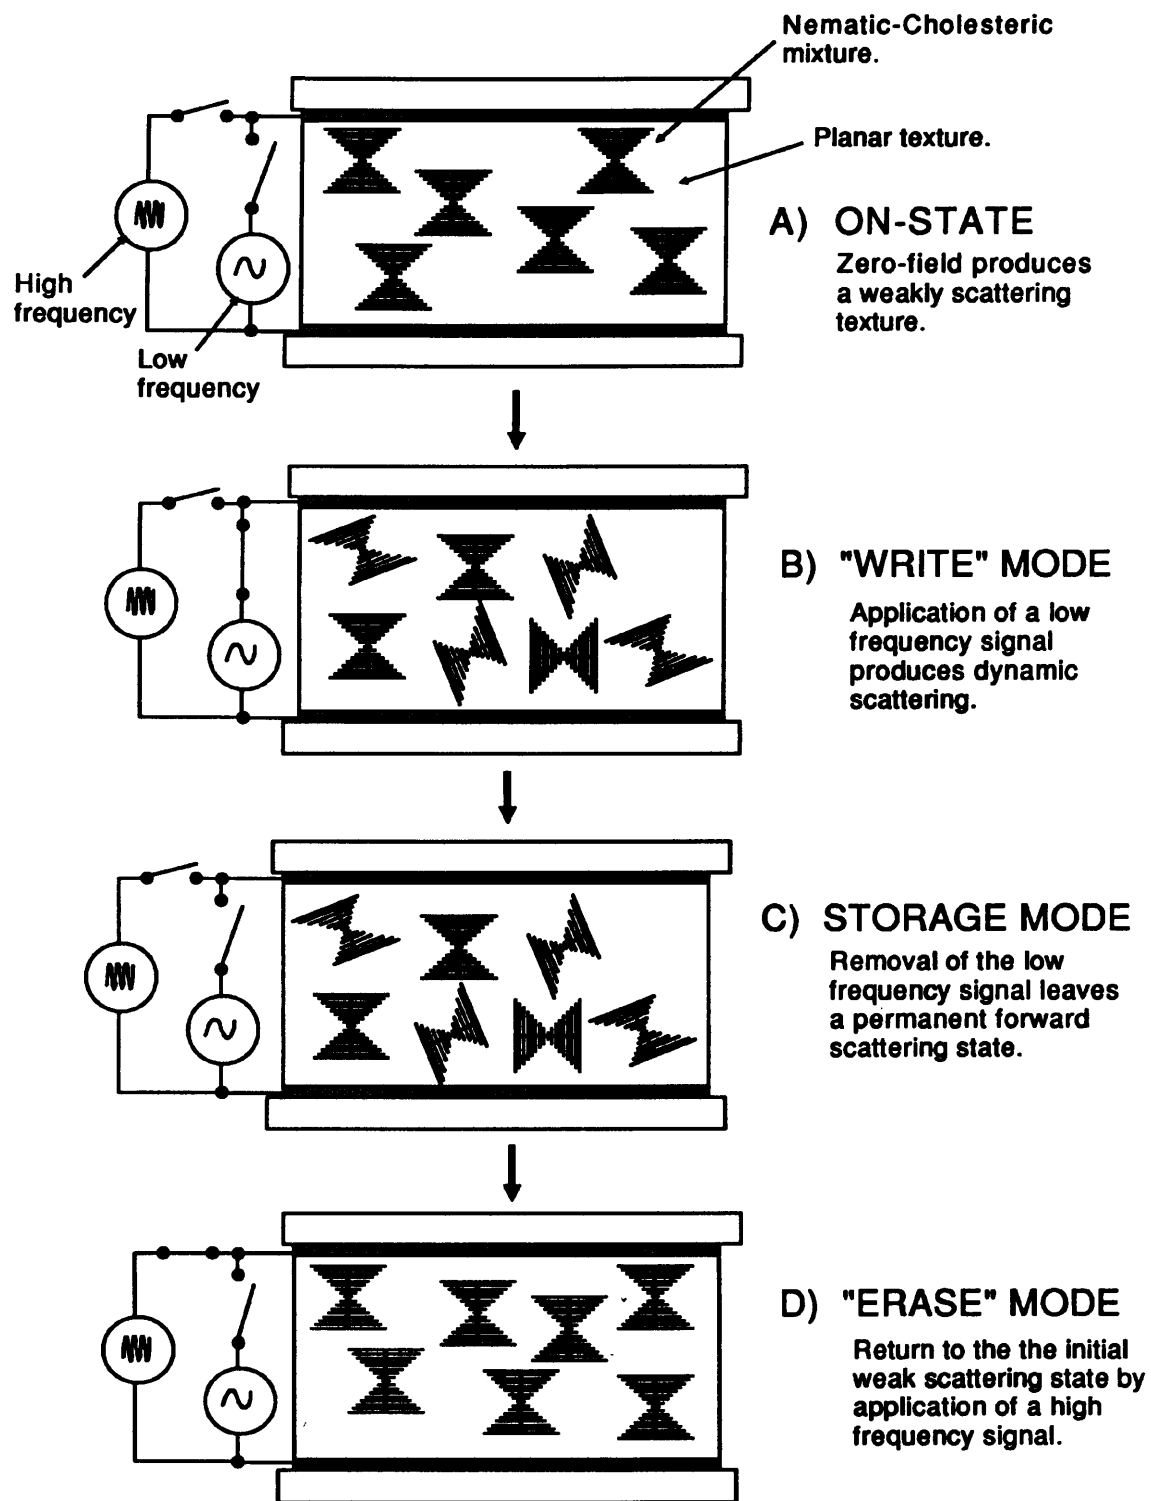 Nematic-Cholesteric
mixture.
Planar texture.
High
frequency
Low
frequency
A) ON-STATE
Zero-field produces
a weakly scattering
texture.
B) "WRITE" MODE
Application of a low
frequency signal
produces dynamic
scattering.
C) STORAGE MODE
Removal of the low
frequency signal leaves
a permanent forward
scattering state.
D) "ERASE" MODE
Return to the the initial
weak scattering state by
application of a high
frequency signal.